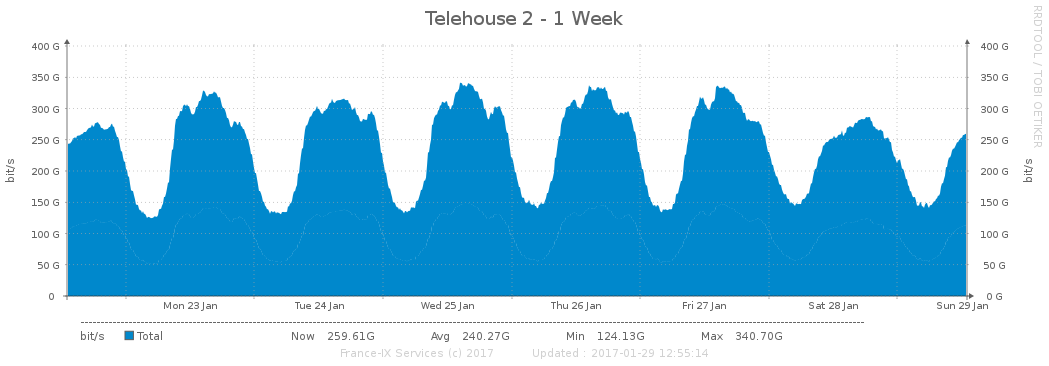 Telehouse 2 - 1 Week
RRDTOOL / TOBI OETIKER
400 G 400 G
350 G 350 G
300 G 300 G
250 G 250 G
200 G 200 G
150 G 150 G
100 G 100 G
50 G 50 G
0 0 G
bit/s bit/s
Mon 23 Jan Tue 24 Jan Wed 25 Jan Thu 26 Jan Fri 27 Jan Sat 28 Jan Sun 29 Jan
bit/s Total Now 259.61G Avg 240.27G Min 124.13G Max 340.70G
France-IX Services (c) 2017 Updated : 2017-01-29 12:55:14